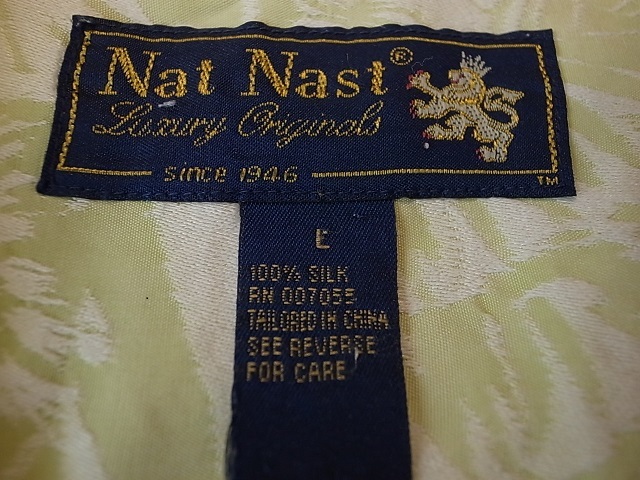 Nat Nast®
Luxury Originals
since 1946
TM
E
100% SILK
RN 007055
TAILORED IN CHINA
SEE REVERSE
FOR CARE